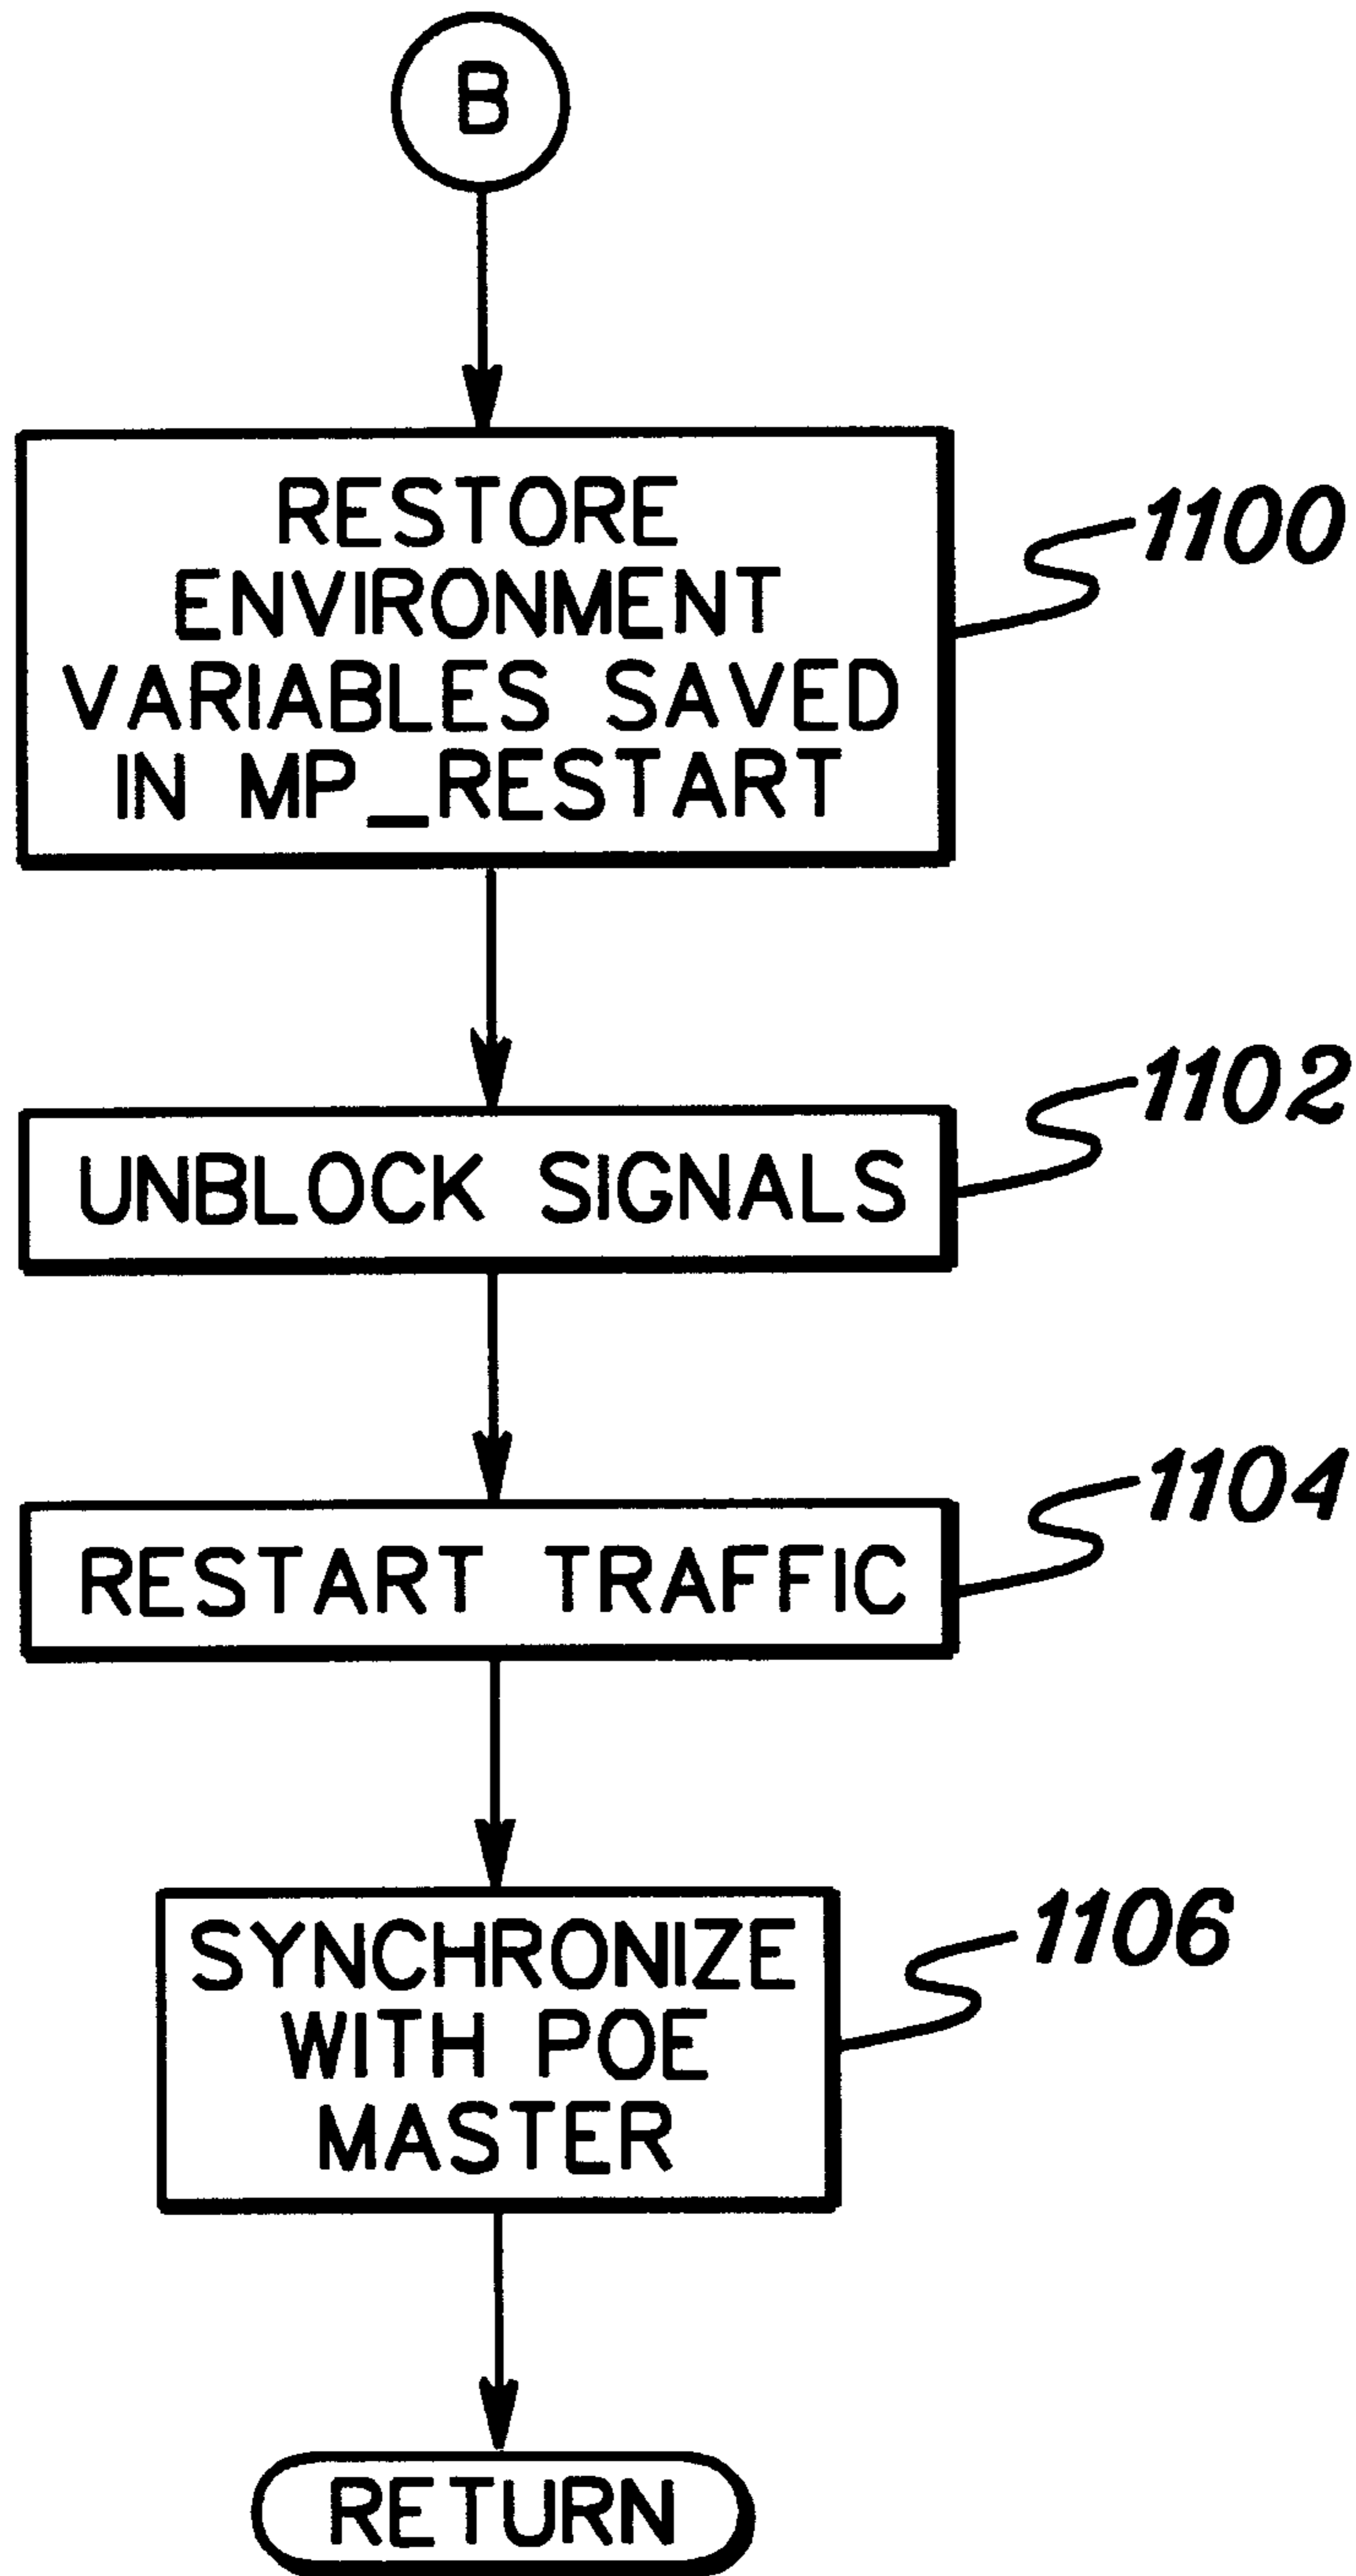 B
RESTORE
ENVIRONMENT
VARIABLES SAVED
IN MP_RESTART
1100
UNBLOCK SIGNALS
1102
RESTART TRAFFIC
1104
SYNCHRONIZE
WITH POE
MASTER
1106
RETURN